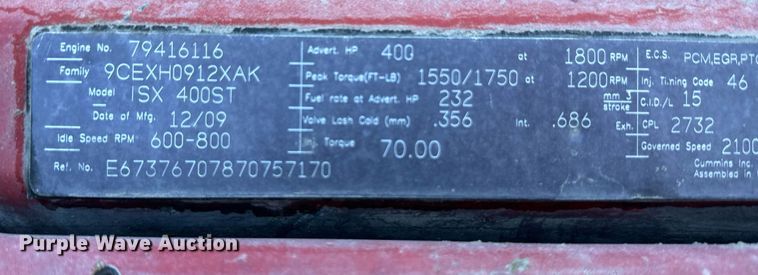 Engine No. 79416116 Advert. HP 400 at 1800 RPM E.C.S. PCM,EGR,PTO
Family 9CEXH0912XAK Peak Torque(FT-LB) 1550/1750 at 1200 RPM Inj. Timing Code 46
Model ISX 400ST Fuel rate at Advert. HP 232 mm 3 stroke C.I.D./L 15
Date of Mfg. 12/09 Valve Lash Cold (mm) .356 Int. .686 Exh. CPL 2732
Idle Speed RPM 600-800 Inj. Torque 70.00 Governed Speed 2100
Ref. No. E67376707870757170 Cummins Inc.
Assembled in
Purple Wave Auction